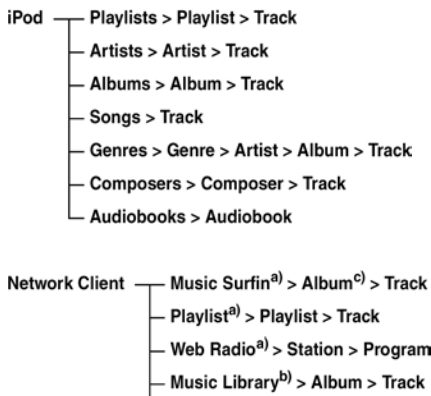 iPod Playlists > Playlist > Track
Artists > Artist > Track
Albums > Album > Track
Songs > Track
Genres > Genre > Artist > Album > Track
Composers > Composer > Track
Audiobooks > Audiobook
Network Client Music Surfin a) > Album c) > Track
Playlist a) > Playlist > Track
Web Radio a) > Station > Program
Music Library b) > Album > Track